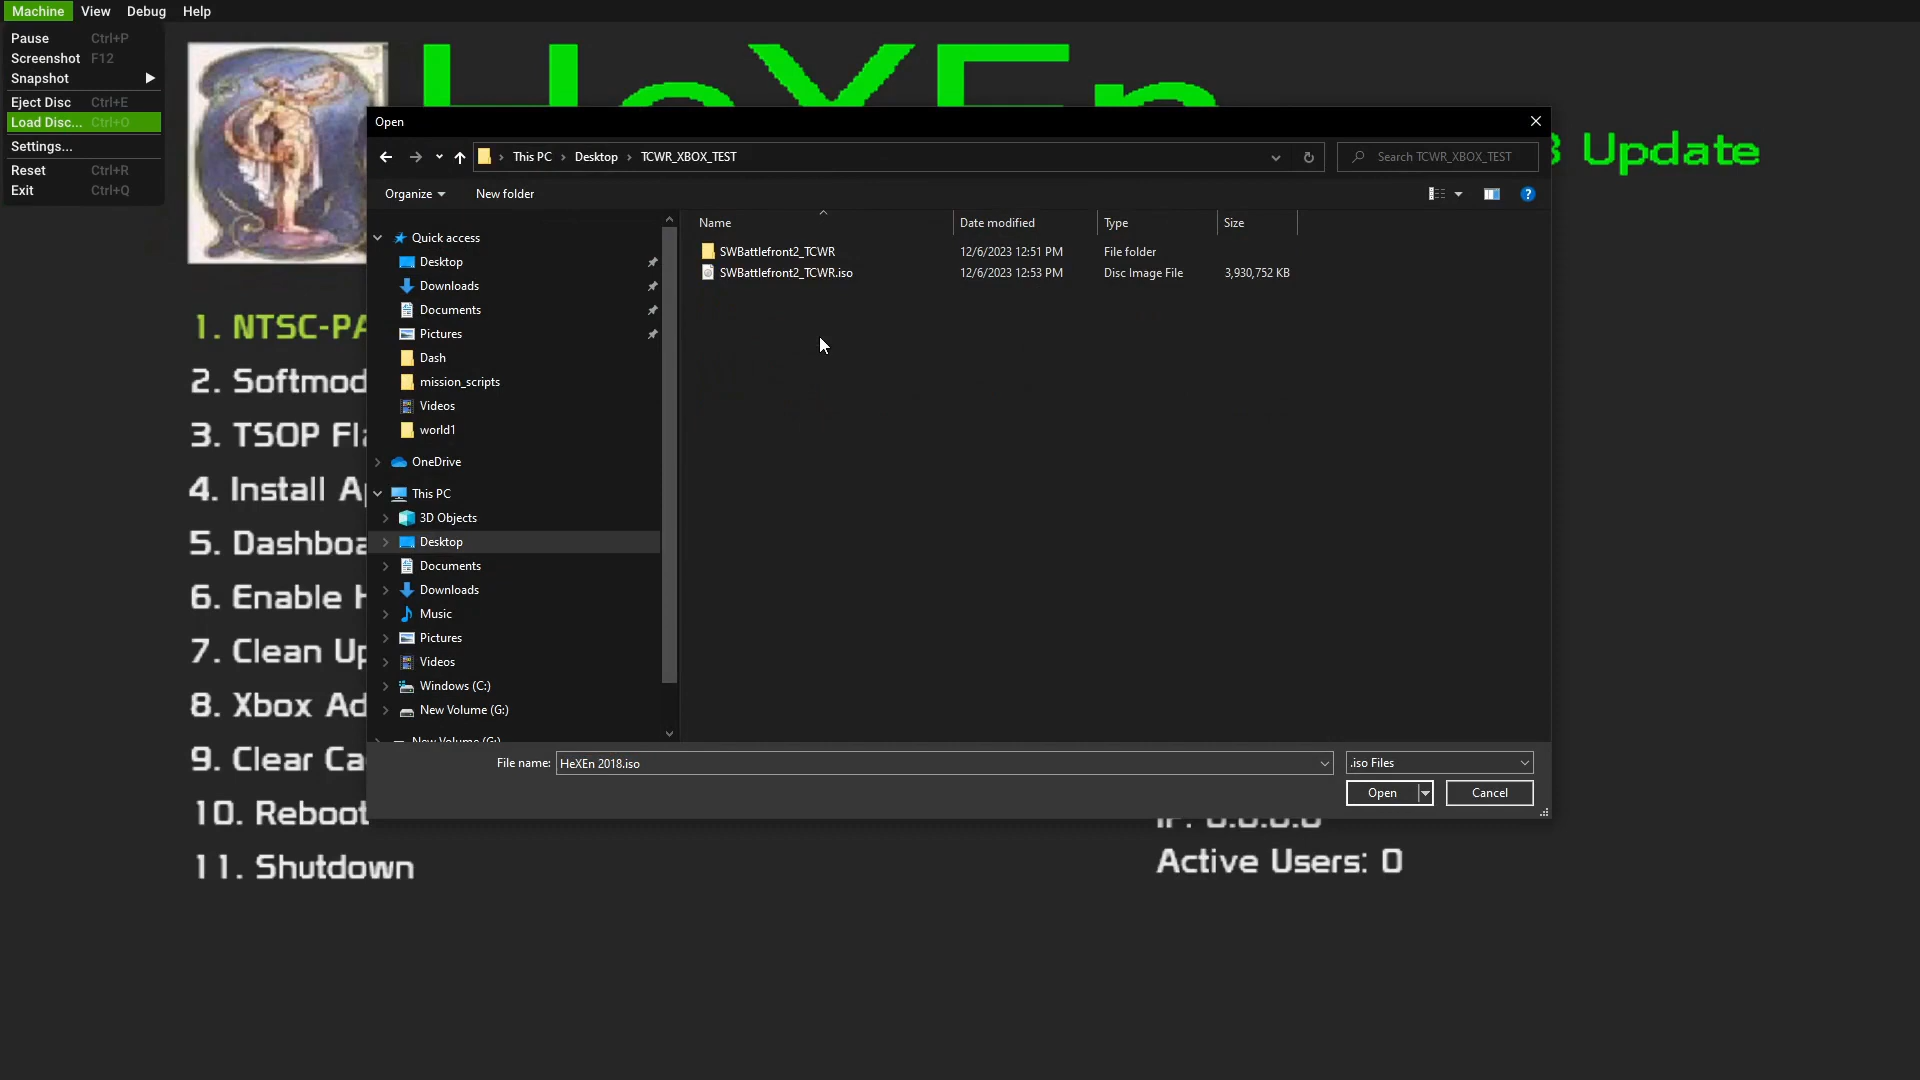 Machine View Debug Help
Pause Ctrl+P
Screenshot F12
Snapshot
Eject Disc Ctrl+E
Load Disc... Ctrl+O
Settings...
Reset Ctrl+R
Exit Ctrl+Q
HeXEn
Update
1. NTSC-PA
2. Softmod
3. TSOP Fl
4. Install A
5. Dashboa
6. Enable
7. Clean Up
8. Xbox Ad
9. Clear Ca
10. Reboot
11. Shutdown
Active Users: 0
Open
This PC Desktop TCWR_XBOX_TEST
Search TCWR_XBOX_TEST
Organize New folder
Quick access
Desktop
Downloads
Documents
Pictures
Dash
mission_scripts
Videos
world1
OneDrive
This PC
3D Objects
Desktop
Documents
Downloads
Music
Pictures
Videos
Windows (C:)
New Volume (G:)
New Volume (G:)
Name Date modified Type Size
SWBattlefront2_TCWR 12/6/2023 12:51 PM File folder
SWBattlefront2_TCWR.iso 12/6/2023 12:53 PM Disc Image File 3,930,752 KB
File name: HeXEn 2018.iso .iso Files
Open Cancel